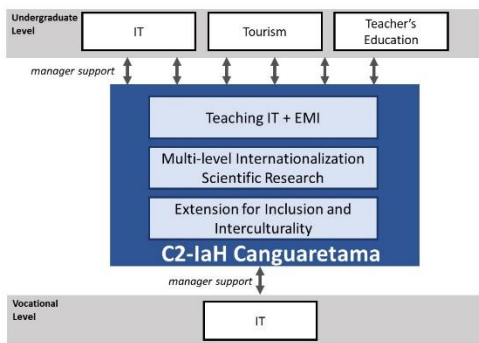 Undergraduate
Level
IT
Tourism
Teacher's
Education
manager support
Teaching IT + EMI
Multi-level Internationalization
Scientific Research
Extension for Inclusion and
Interculturality
C2-IaH Canguaretama
manager support
Vocational
Level
IT